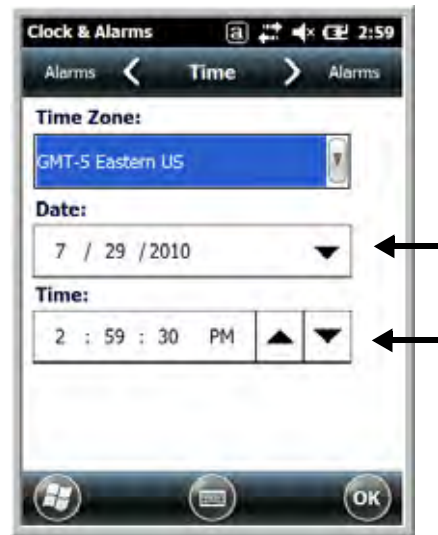 Clock & Alarms a 2:59
Alarms Time Alarms
Time Zone:
GMT-5 Eastern US
Date:
7 / 29 / 2010
Time:
2 : 59 : 30 PM
OK